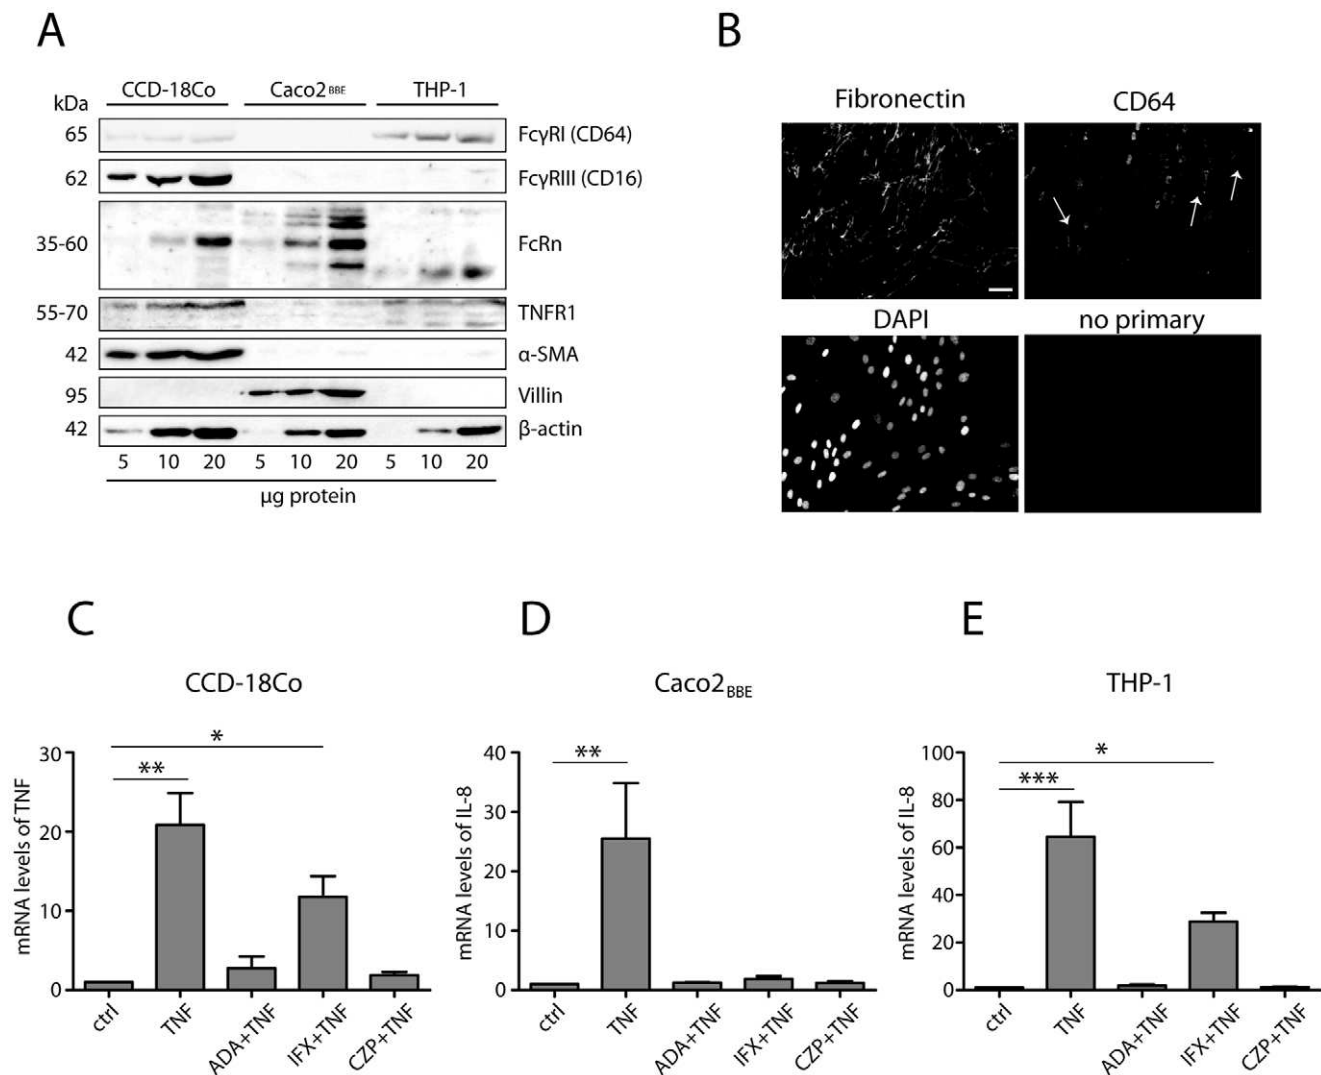 A
CCD-18Co Caco2 BBE THP-1
kDa
65 FcγRI (CD64)
62 FcγRIII (CD16)
35-60 FcRn
55-70 TNFR1
42 α-SMA
95 Villin
42 β-actin
5 10 20 5 10 20 5 10 20
μg protein
B
Fibronectin CD64
DAPI no primary
C
CCD-18Co
mRNA levels of TNF
30
20
10
0
*
**
ctrl TNF ADA+TNF IFX+TNF CZP+TNF
D
Caco2BBE
mRNA levels of IL-8
40
30
20
10
0
**
ctrl TNF ADA+TNF IFX+TNF CZP+TNF
E
THP-1
mRNA levels of IL-8
100
80
60
40
20
0
*
***
ctrl TNF ADA+TNF IFX+TNF CZP+TNF